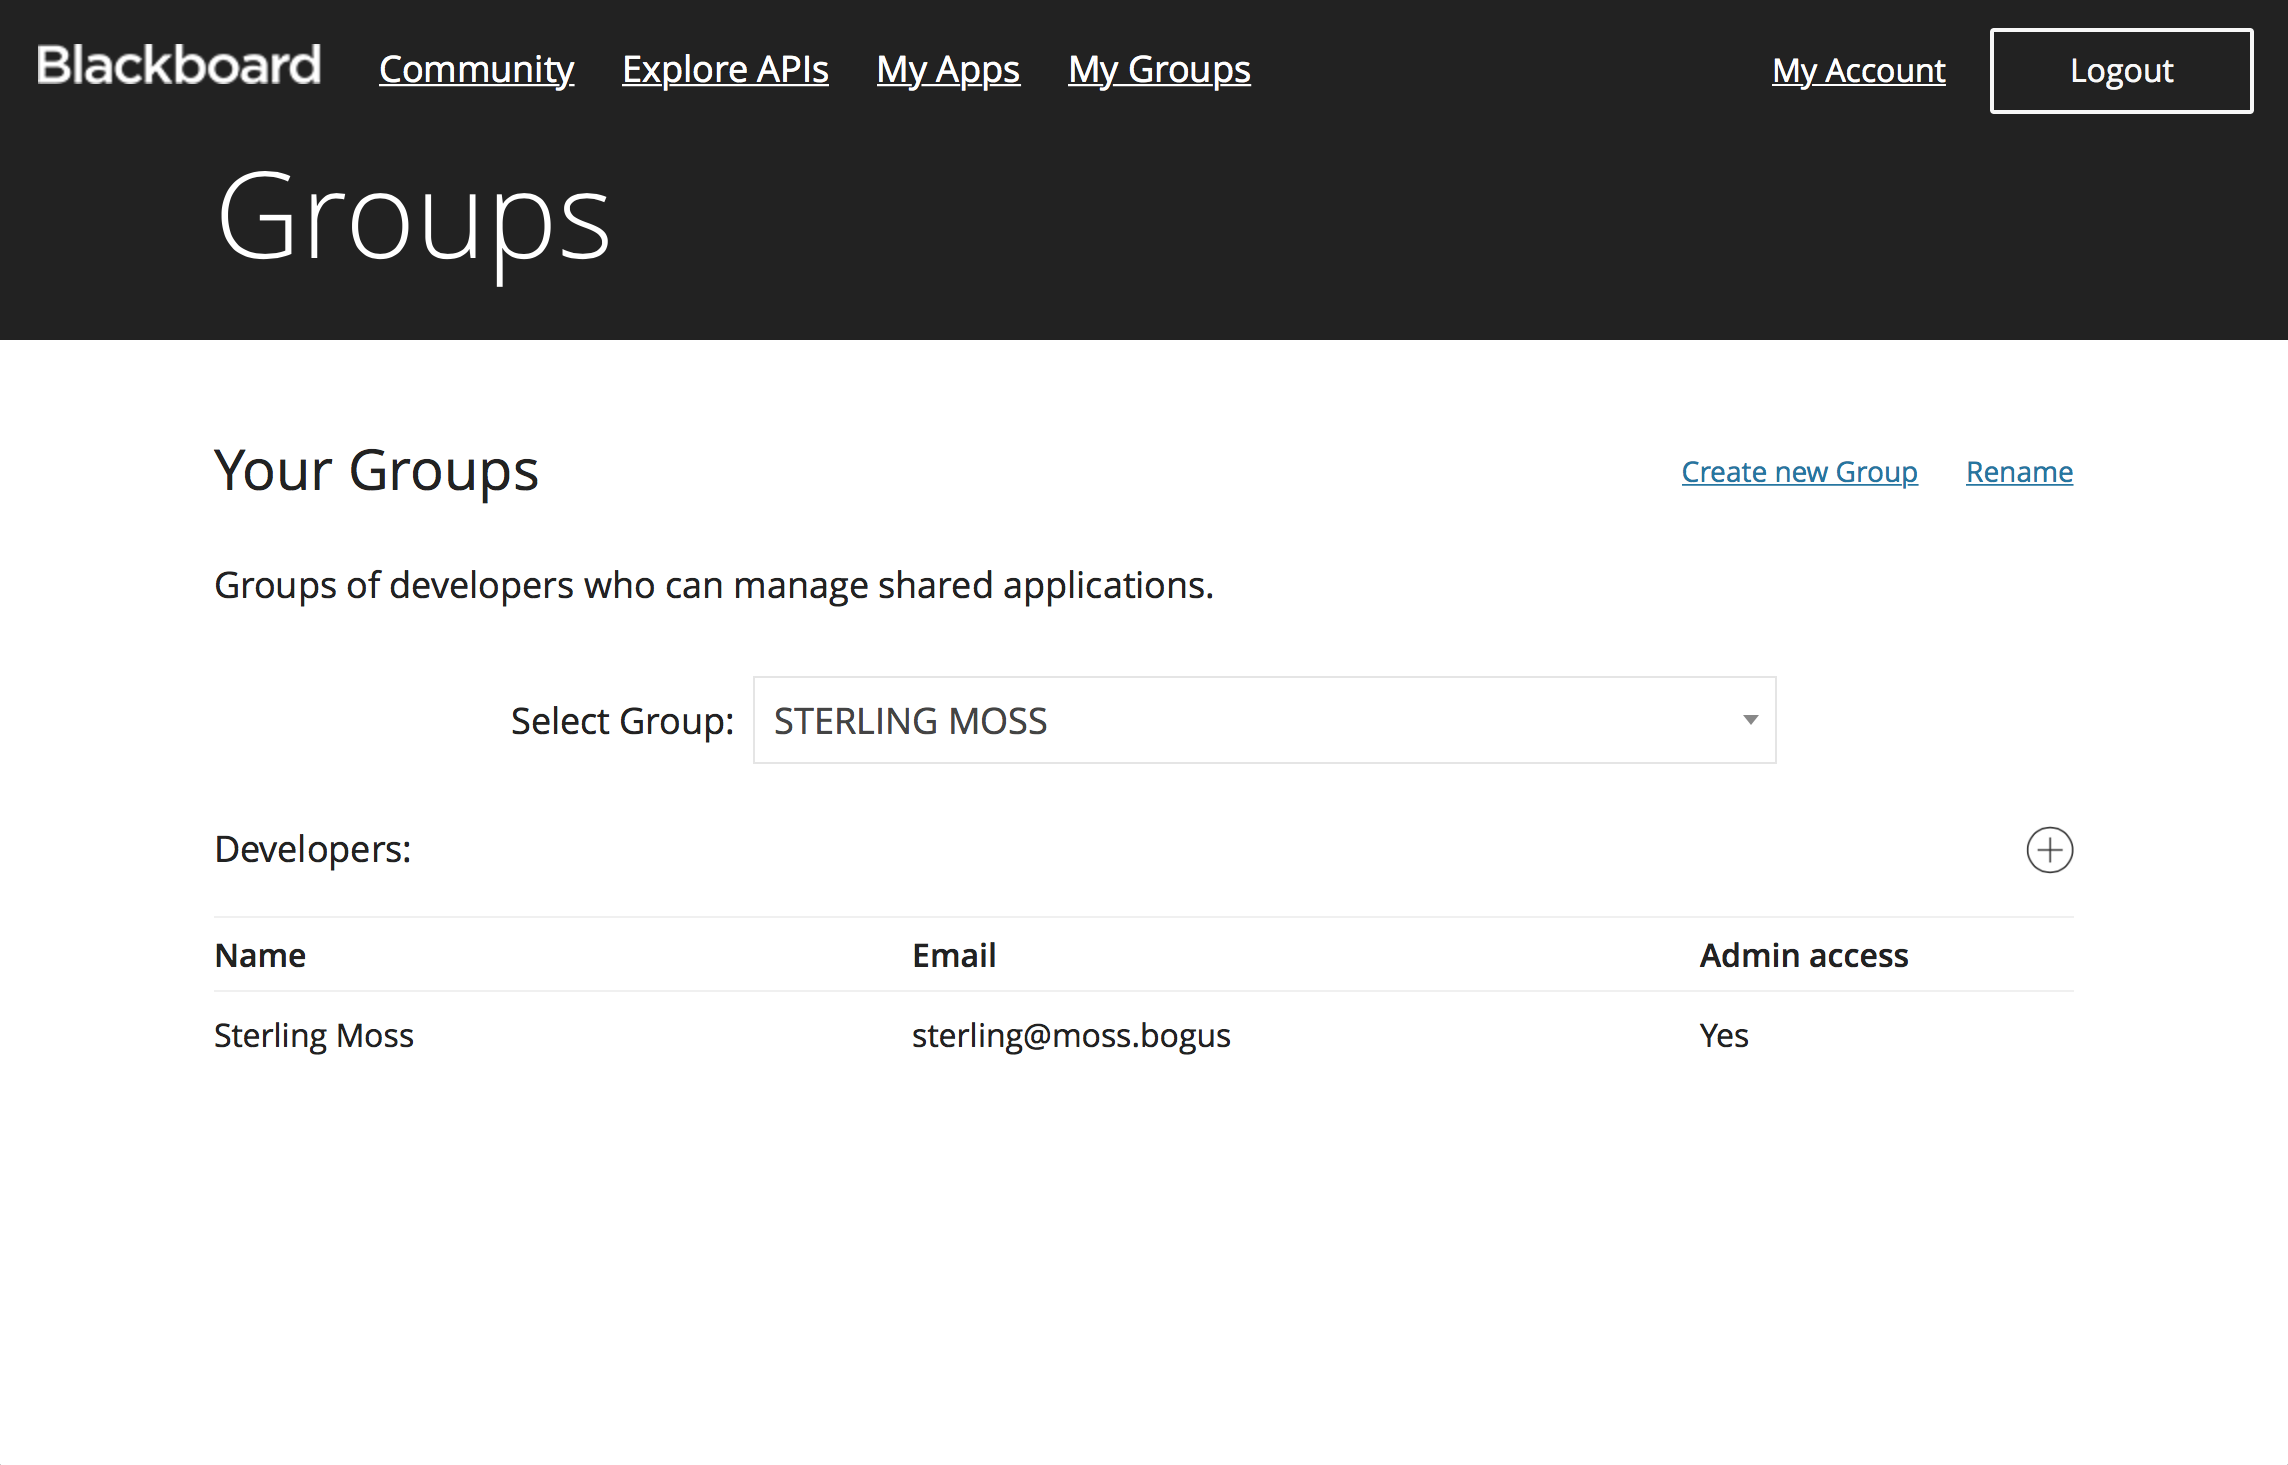 Blackboard Community Explore APIs My Apps My Groups My Account Logout
Groups
Your Groups Create new Group Rename
Groups of developers who can manage shared applications.
Select Group: STERLING MOSS
Developers:
Name Email Admin access
Sterling Moss sterling@moss.bogus Yes